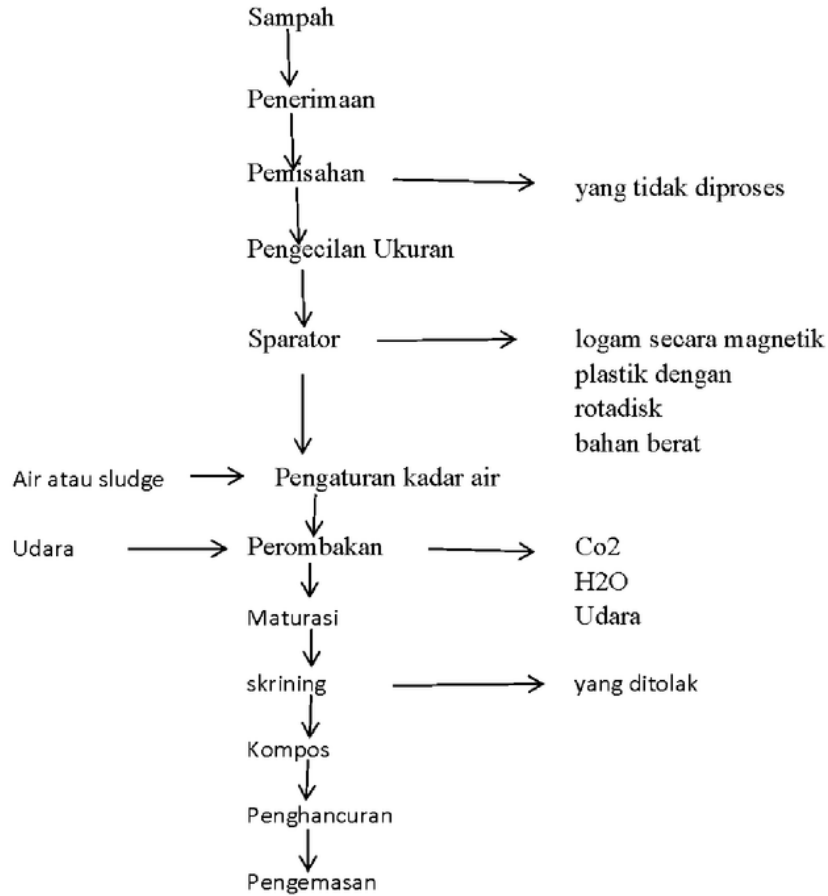 Sampah
Penerimaan
Pemisahan
yang tidak diproses
Pengecilan Ukuran
Sparator
logam secara magnetik
plastik dengan
rotadisk
bahan berat
Air atau sludge
Pengaturan kadar air
Udara
Perombakan
Co2
H2O
Udara
Maturasi
skrining
yang ditolak
Kompos
Penghancuran
Pengemasan